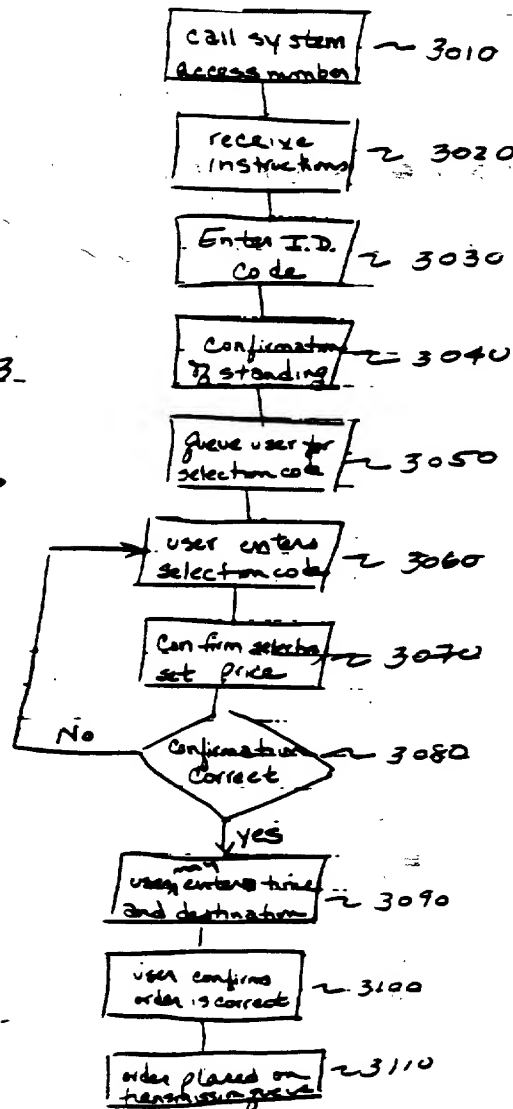 call system
access number
~ 3010
receive
instructions
~ 3020
Enter I.D.
code
~ 3030
confirmation
of standing
~ 3040
queue user for
selection code
~ 3050
user enters
selection code
~ 3060
confirm selection
set price
~ 3070
confirmation
correct
~ 3080
No
yes
may
user enters time
and destination
~ 3090
user confirms
order is correct
~ 3100
order placed on
transmission queue
~ 3110